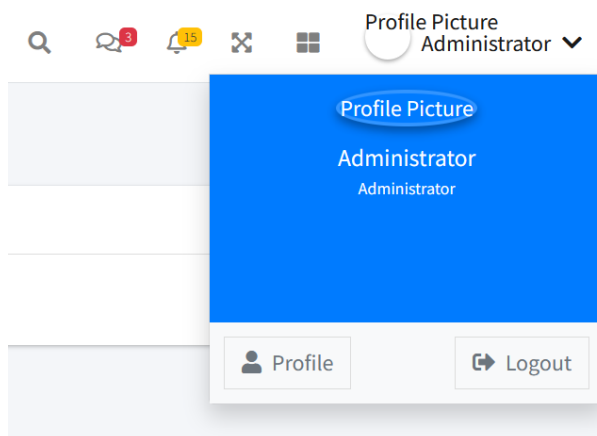 Profile Picture
3
15
Administrator
Profile Picture
Administrator
Administrator
Profile
Logout